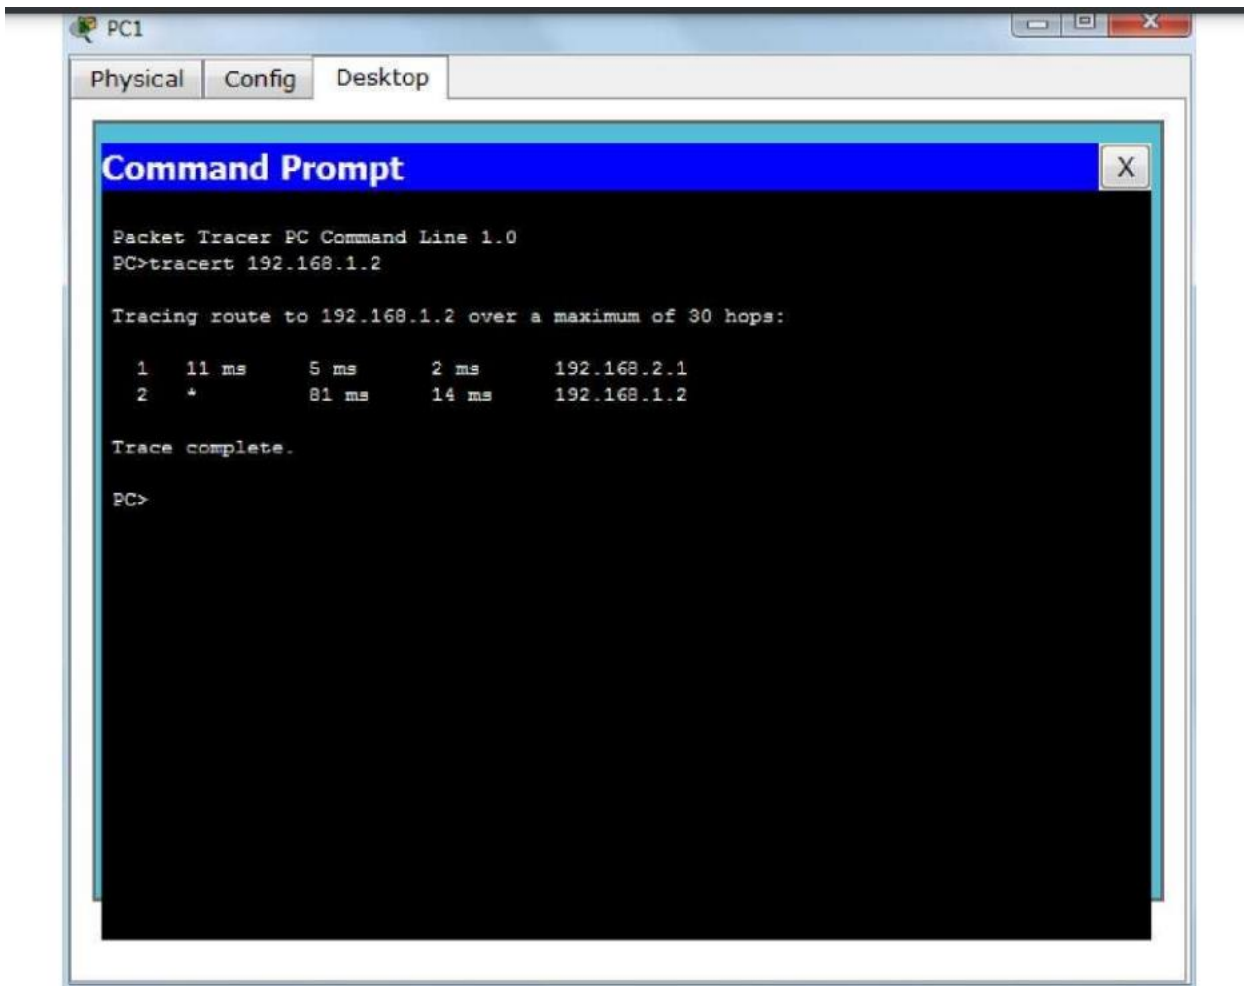 PC1
Physical Config Desktop
Command Prompt
X
Packet Tracer PC Command Line 1.0
PC>tracert 192.168.1.2
Tracing route to 192.168.1.2 over a maximum of 30 hops:
1 11 ms 5 ms 2 ms 192.168.2.1
2 * 81 ms 14 ms 192.168.1.2
Trace complete.
PC>